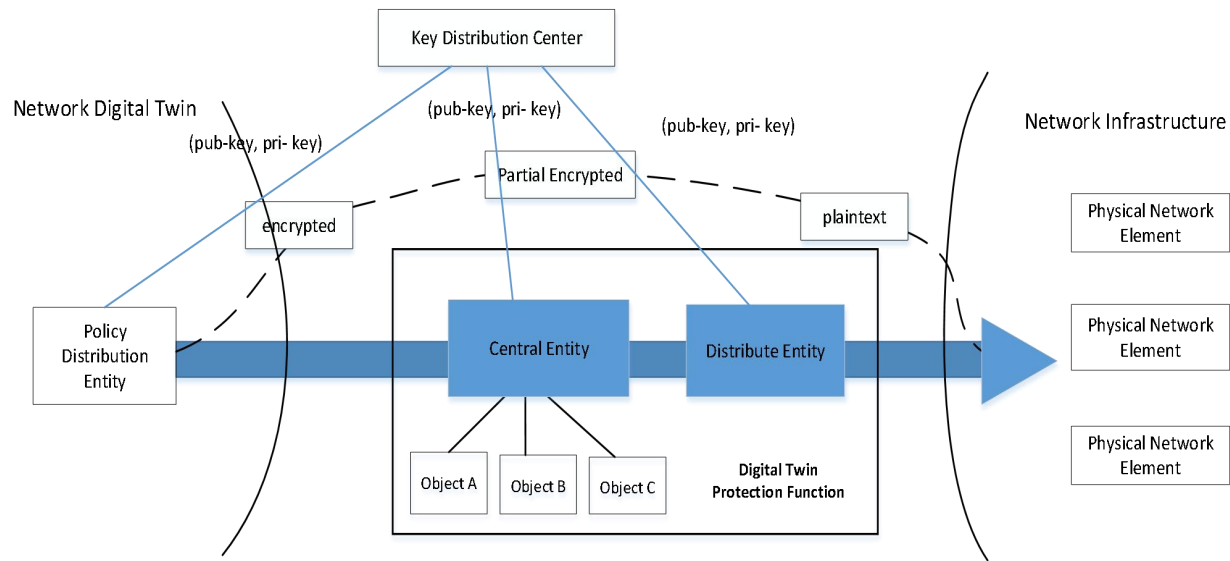 Key Distribution Center
Network Digital Twin
(pub-key, pri- key)
(pub-key, pri- key)
(pub-key, pri- key)
Network Infrastructure
Partial Encrypted
encrypted
plaintext
Physical Network
Element
Policy
Distribution
Entity
Central Entity
Distribute Entity
Physical Network
Element
Object A
Object B
Object C
Digital Twin
Protection Function
Physical Network
Element